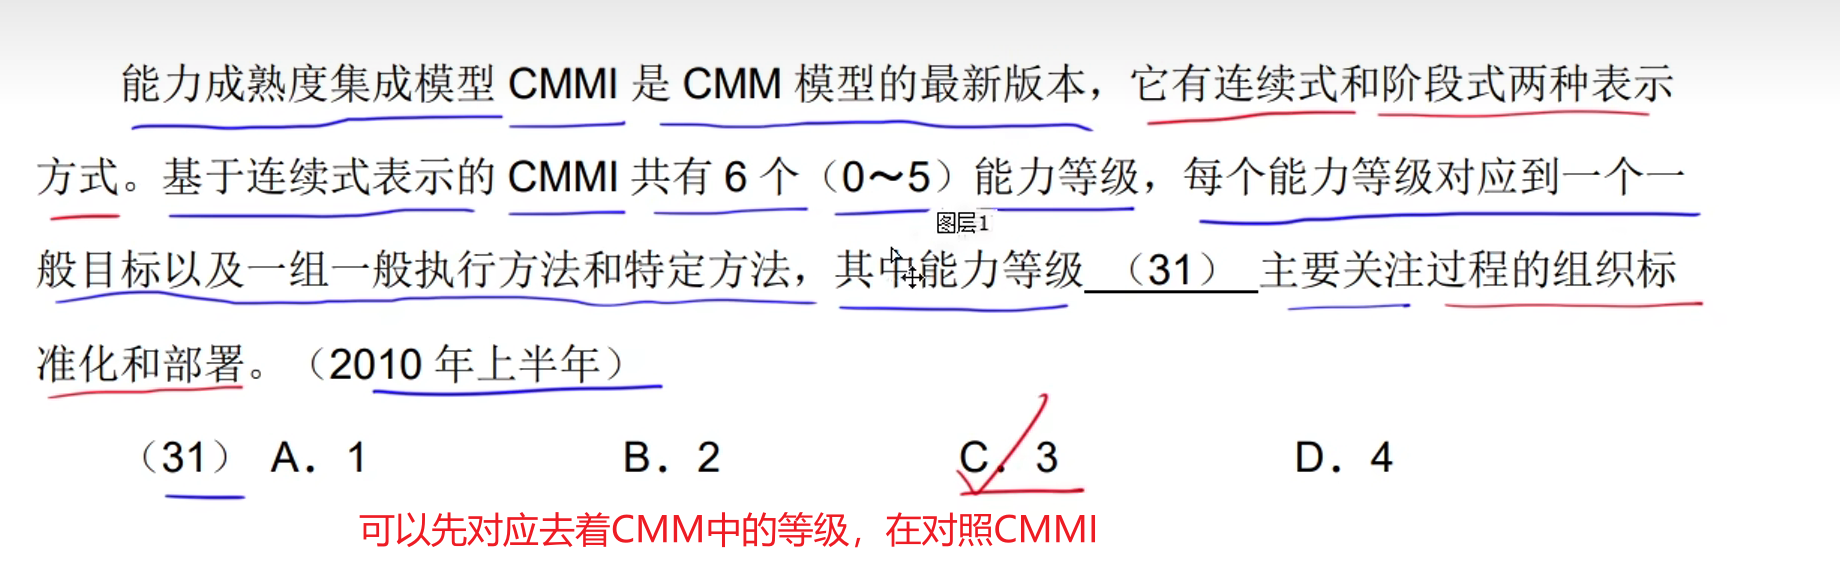 能力成熟度集成模型 CMMI 是 CMM 模型的最新版本，它有连续式和阶段式两种表示
方式。基于连续式表示的 CMMI 共有 6 个（0～5）能力等级，每个能力等级对应到一个一
图层1
般目标以及一组一般执行方法和特定方法，其中能力等级 （31） 主要关注过程的组织标
准化和部署。（2010 年上半年）
（31） A．1 B．2 C．3 D．4
可以先对应去着CMM中的等级，在对照CMMI